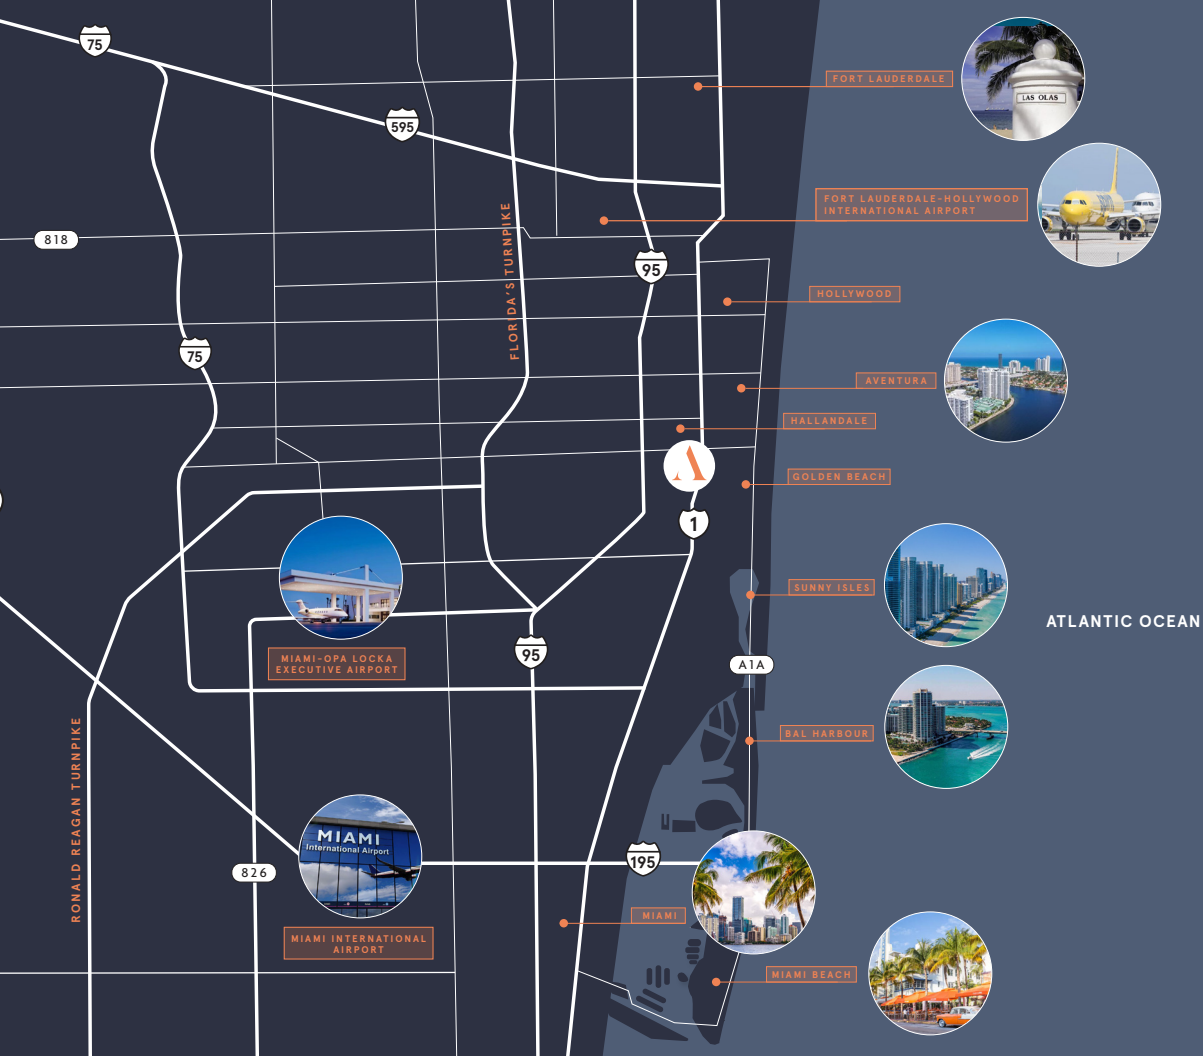 75
FORT LAUDERDALE
LAS OLAS
595
FORT LAUDERDALE-HOLLYWOOD
INTERNATIONAL AIRPORT
818
FLORIDA'S TURNPIKE
95
HOLLYWOOD
75
AVENTURA
HALLANDALE
GOLDEN BEACH
1
SUNNY ISLES
ATLANTIC OCEAN
MIAMI-OPA LOCKA
EXECUTIVE AIRPORT
95
A1A
RONALD REAGAN TURNPIKE
BAL HARBOUR
MIAMI
International Airport
195
826
MIAMI
MIAMI INTERNATIONAL
AIRPORT
MIAMI BEACH